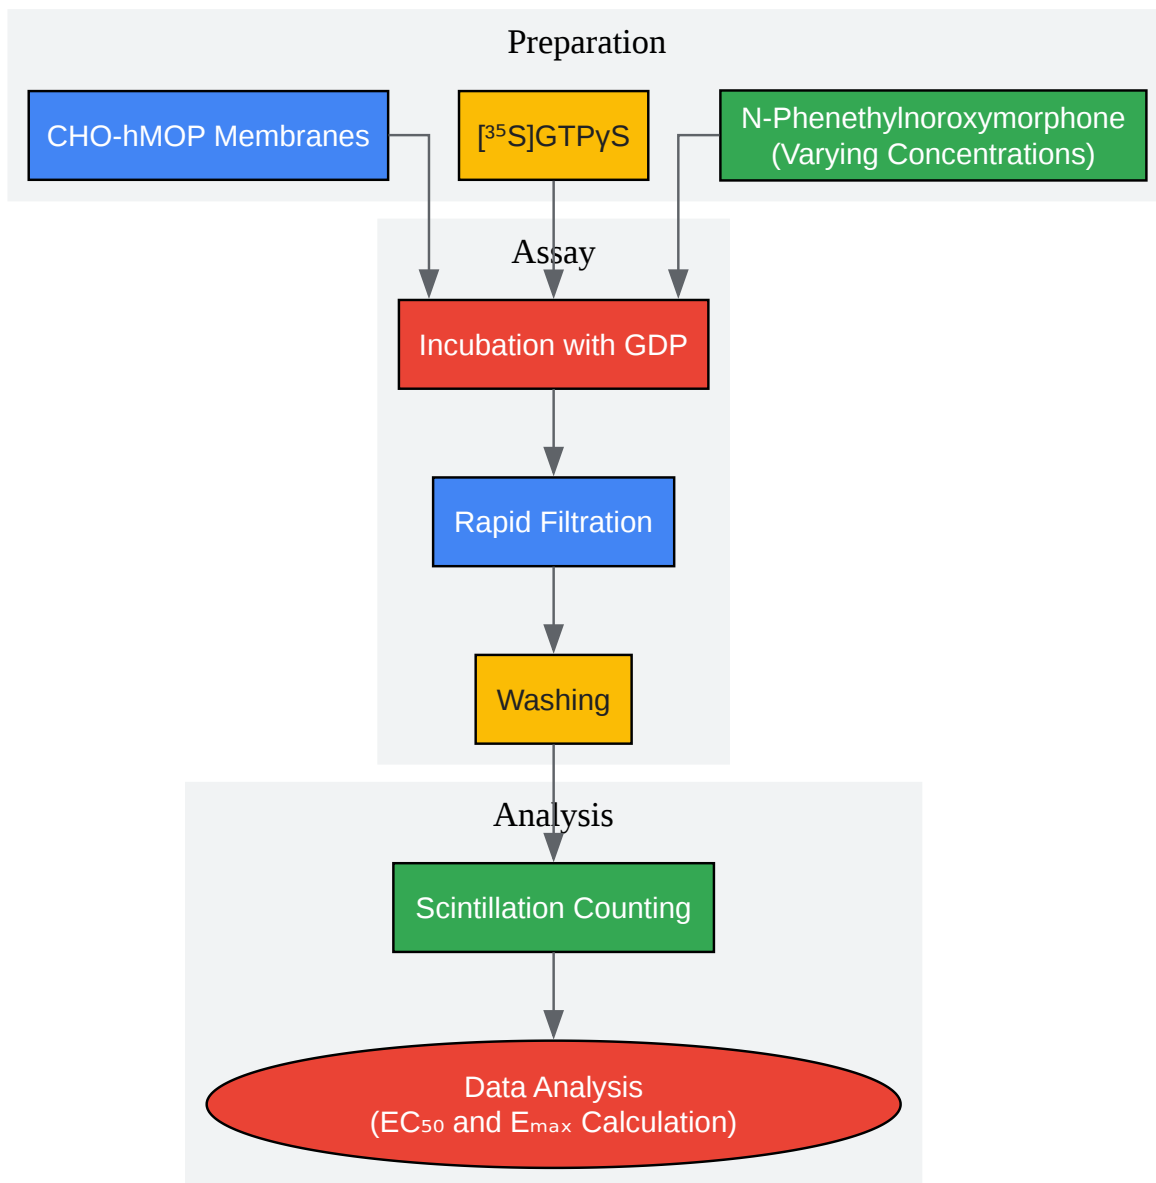 Preparation
CHO-hMOP Membranes
[³⁵S]GTPγS
N-Phenethylnoroxymorphone
(Varying Concentrations)
Assay
Incubation with GDP
Rapid Filtration
Washing
Analysis
Scintillation Counting
Data Analysis
(EC₅₀ and Eₘₐₓ Calculation)